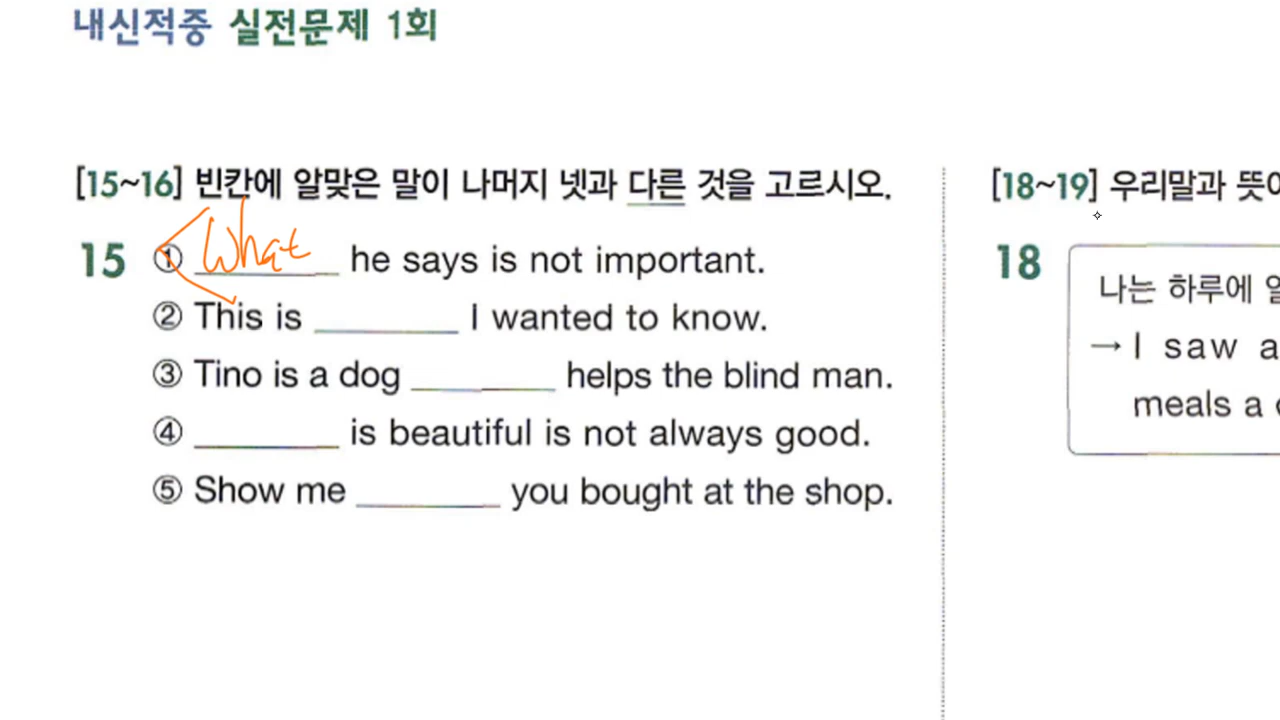 내신적중 실전문제 1회
[15~16] 빈칸에 알맞은 말이 나머지 넷과 다른 것을 고르시오.
15 ① What he says is not important.
② This is ________ I wanted to know.
③ Tino is a dog ________ helps the blind man.
④ ________ is beautiful is not always good.
⑤ Show me ________ you bought at the shop.
[18~19] 우리말과
18
나는 하루에
→ I saw
meals a